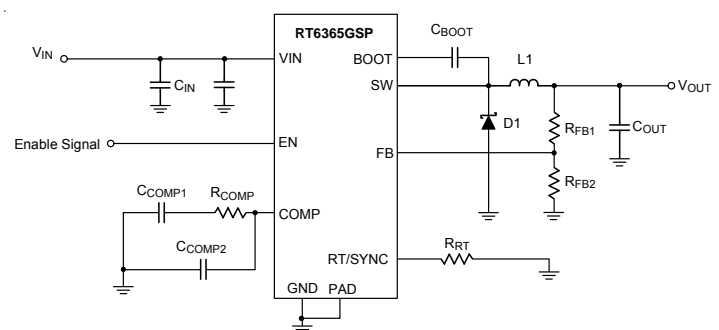 RT6365GSP
VIN
VIN
BOOT
CBOOT
L1
SW
VOUT
CIN
Enable Signal
EN
D1
RFB1
COUT
FB
RFB2
CCOMP1
RCOMP
COMP
CCOMP2
RT/SYNC
RRT
GND
PAD